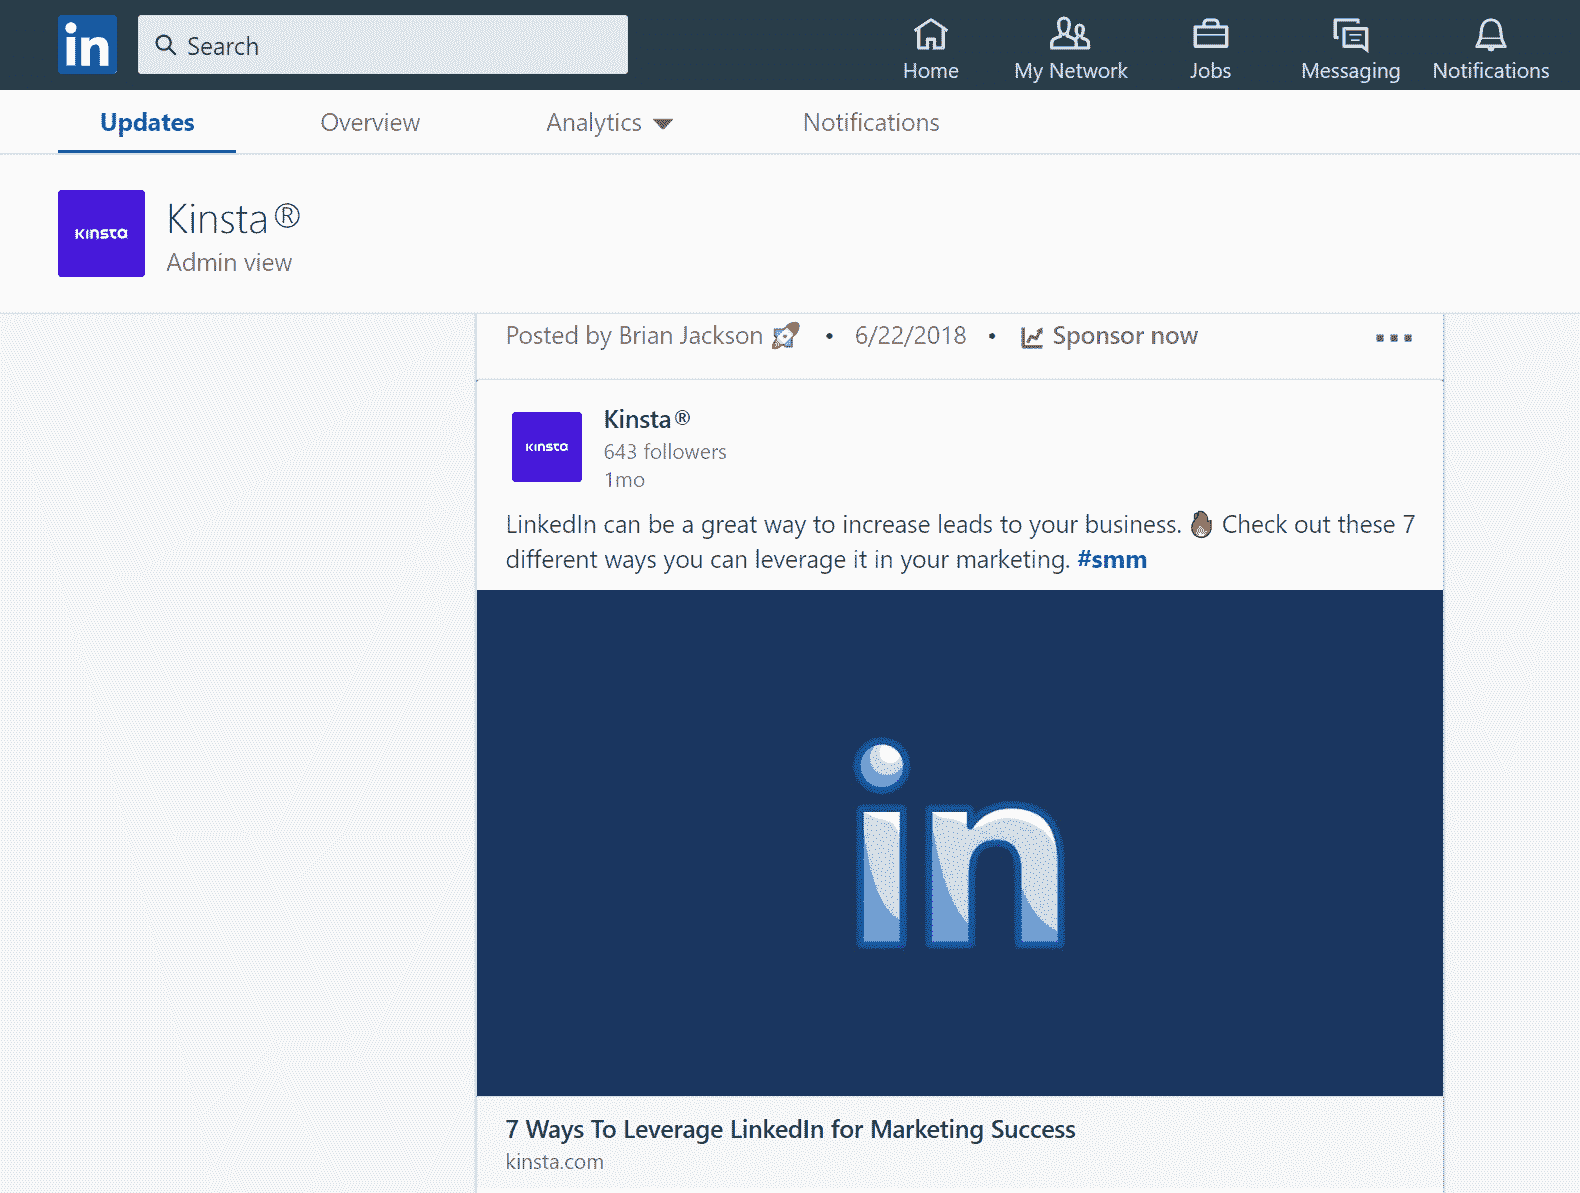 in Search Home My Network Jobs Messaging Notifications
Updates Overview Analytics Notifications
KINSTA
Kinsta®
Admin view
Posted by Brian Jackson 🚀 • 6/22/2018 • Sponsor now
KINSTA
Kinsta®
643 followers
1mo
LinkedIn can be a great way to increase leads to your business. 🔥 Check out these 7
different ways you can leverage it in your marketing. #smm
in
7 Ways To Leverage LinkedIn for Marketing Success
kinsta.com